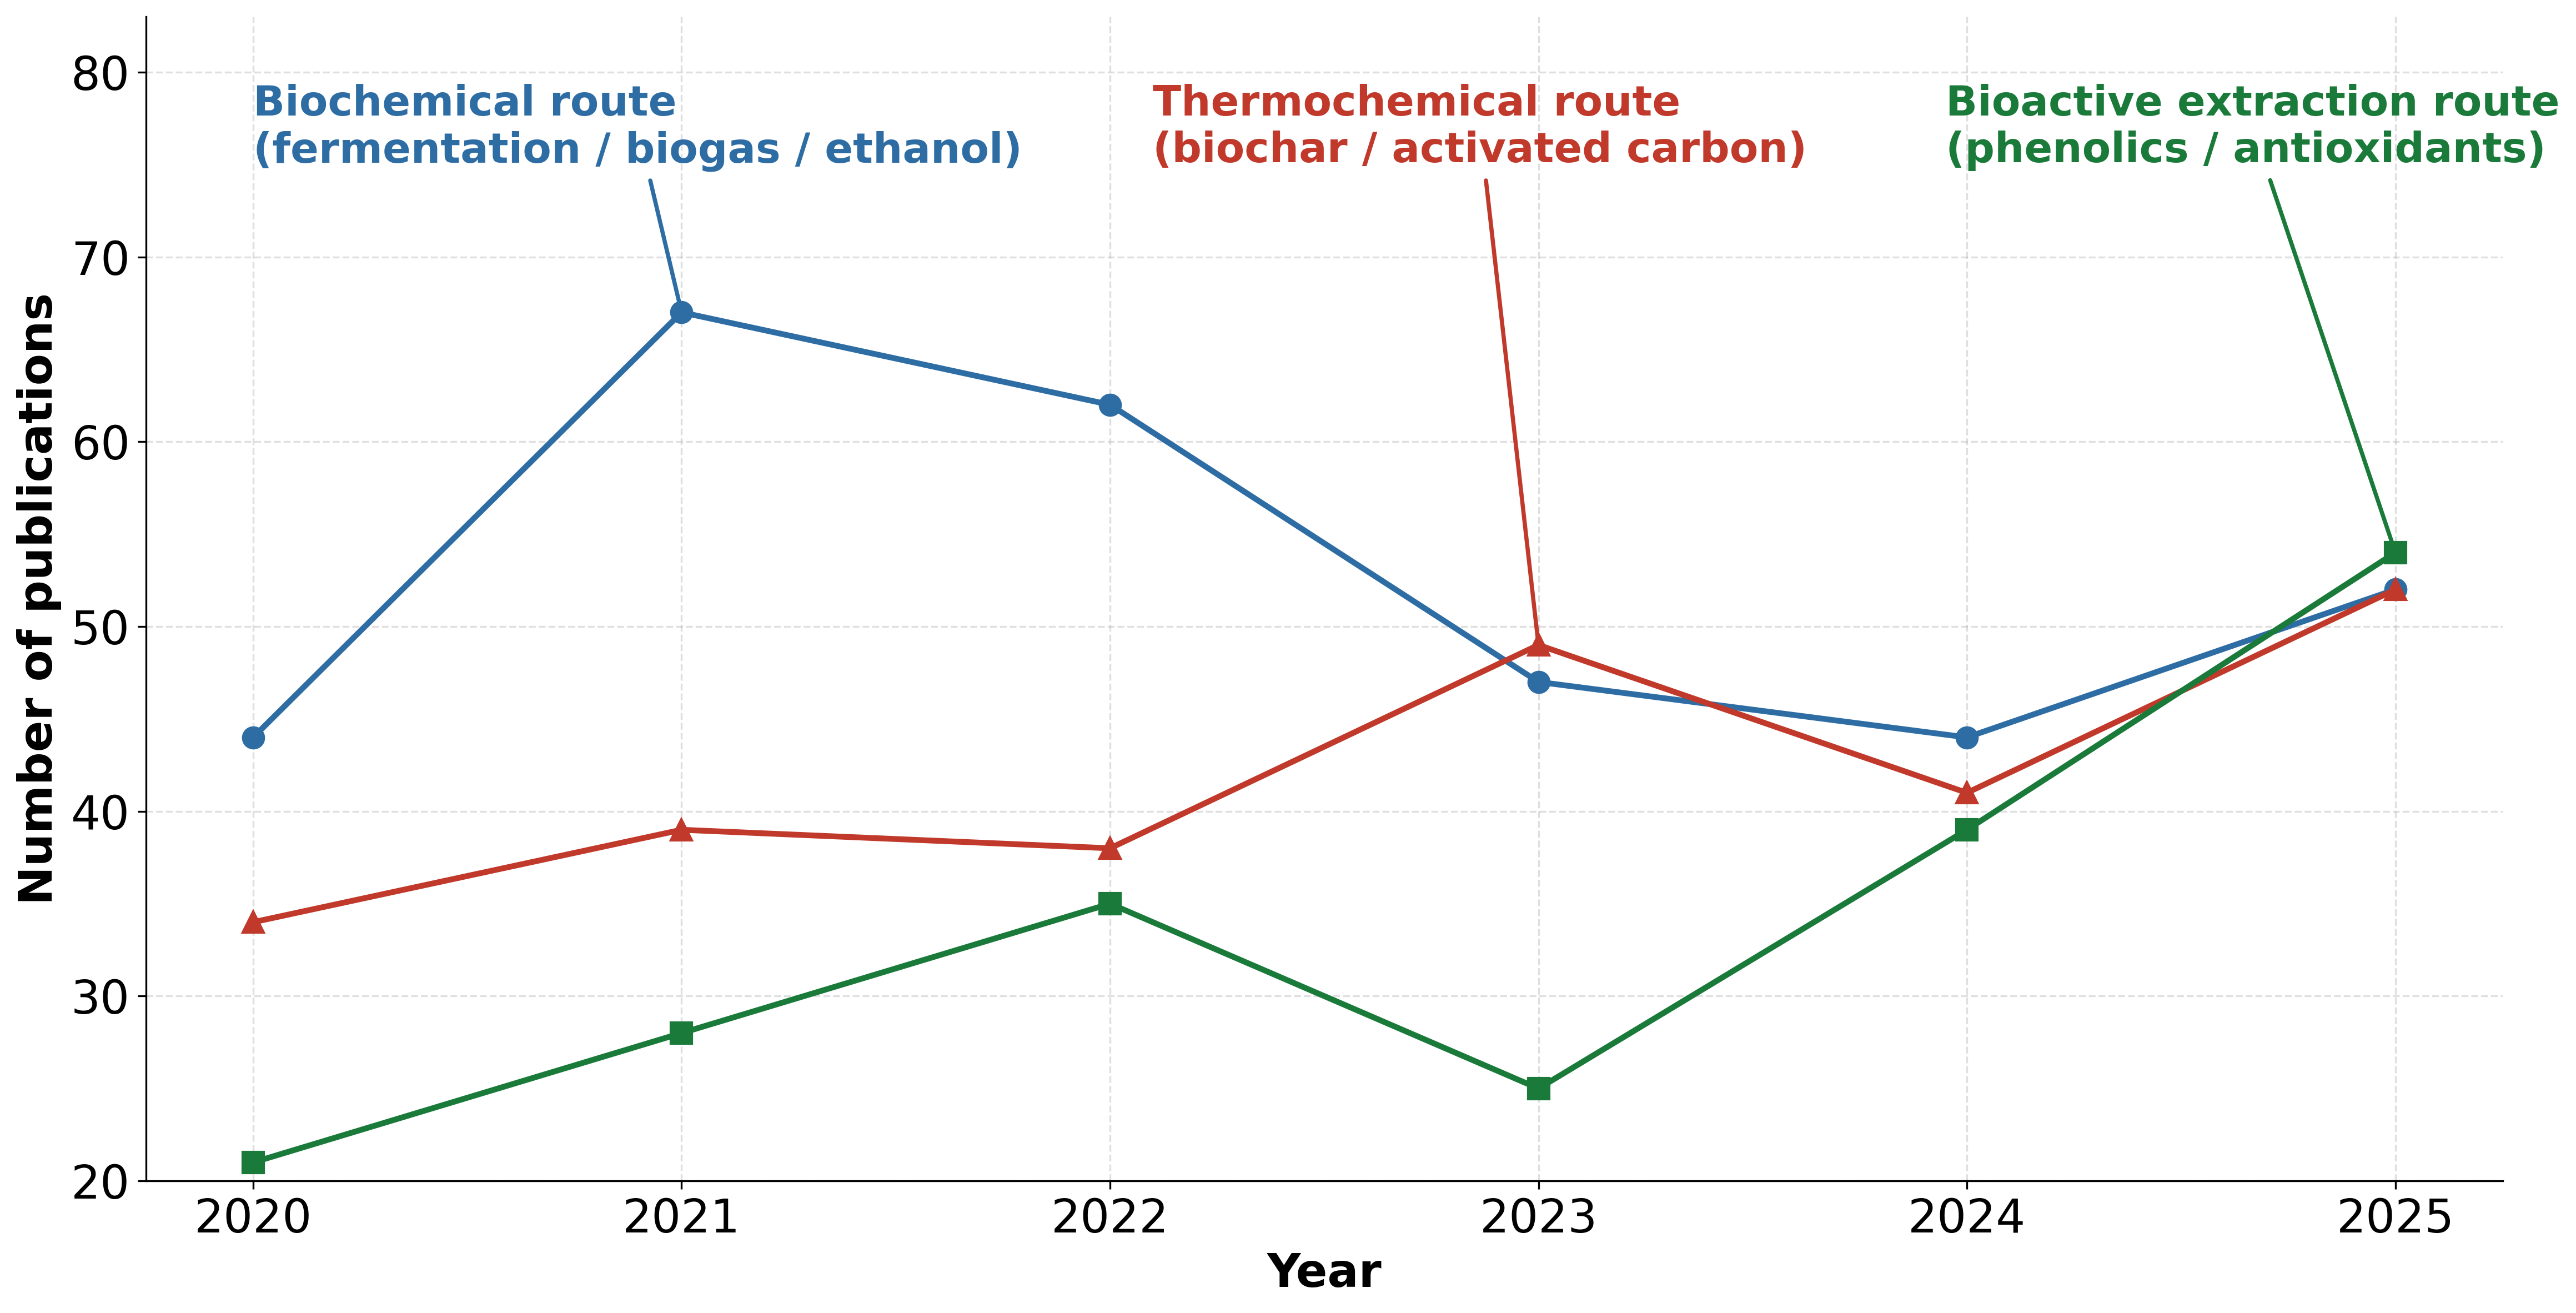 80
Biochemical route
(fermentation / biogas / ethanol)
Thermochemical route
(biochar / activated carbon)
Bioactive extraction route
(phenolics / antioxidants)
70
60
50
40
30
20
Number of publications
2020
2021
2022
2023
2024
2025
Year